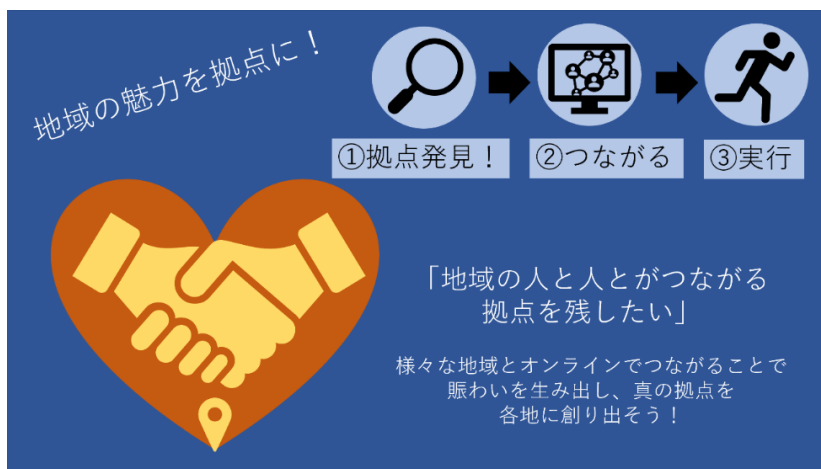 地域の魅力を拠点に！
①拠点発見！
②つながる
③実行
「地域の人と人とがつながる
拠点を残したい」
様々な地域とオンラインでつながることで
賑わいを生み出し、真の拠点を
各地に創り出そう！